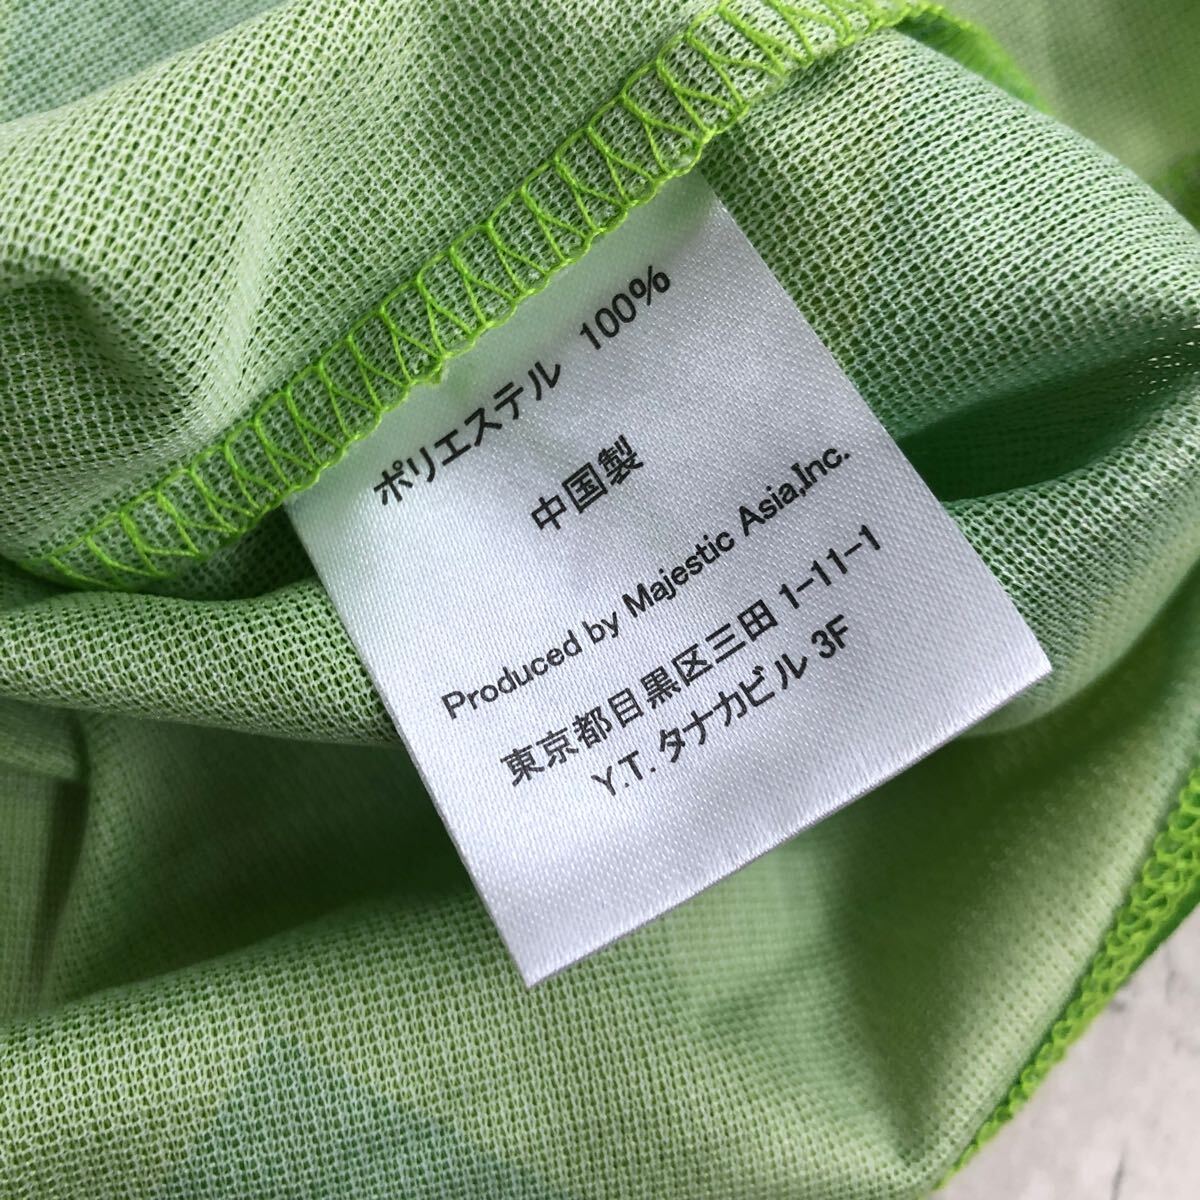 ポリエステル 100%
中国製
Produced by Majestic Asia,Inc.
東京都目黒区三田 1-11-1
Y.T. タナカビル 3F